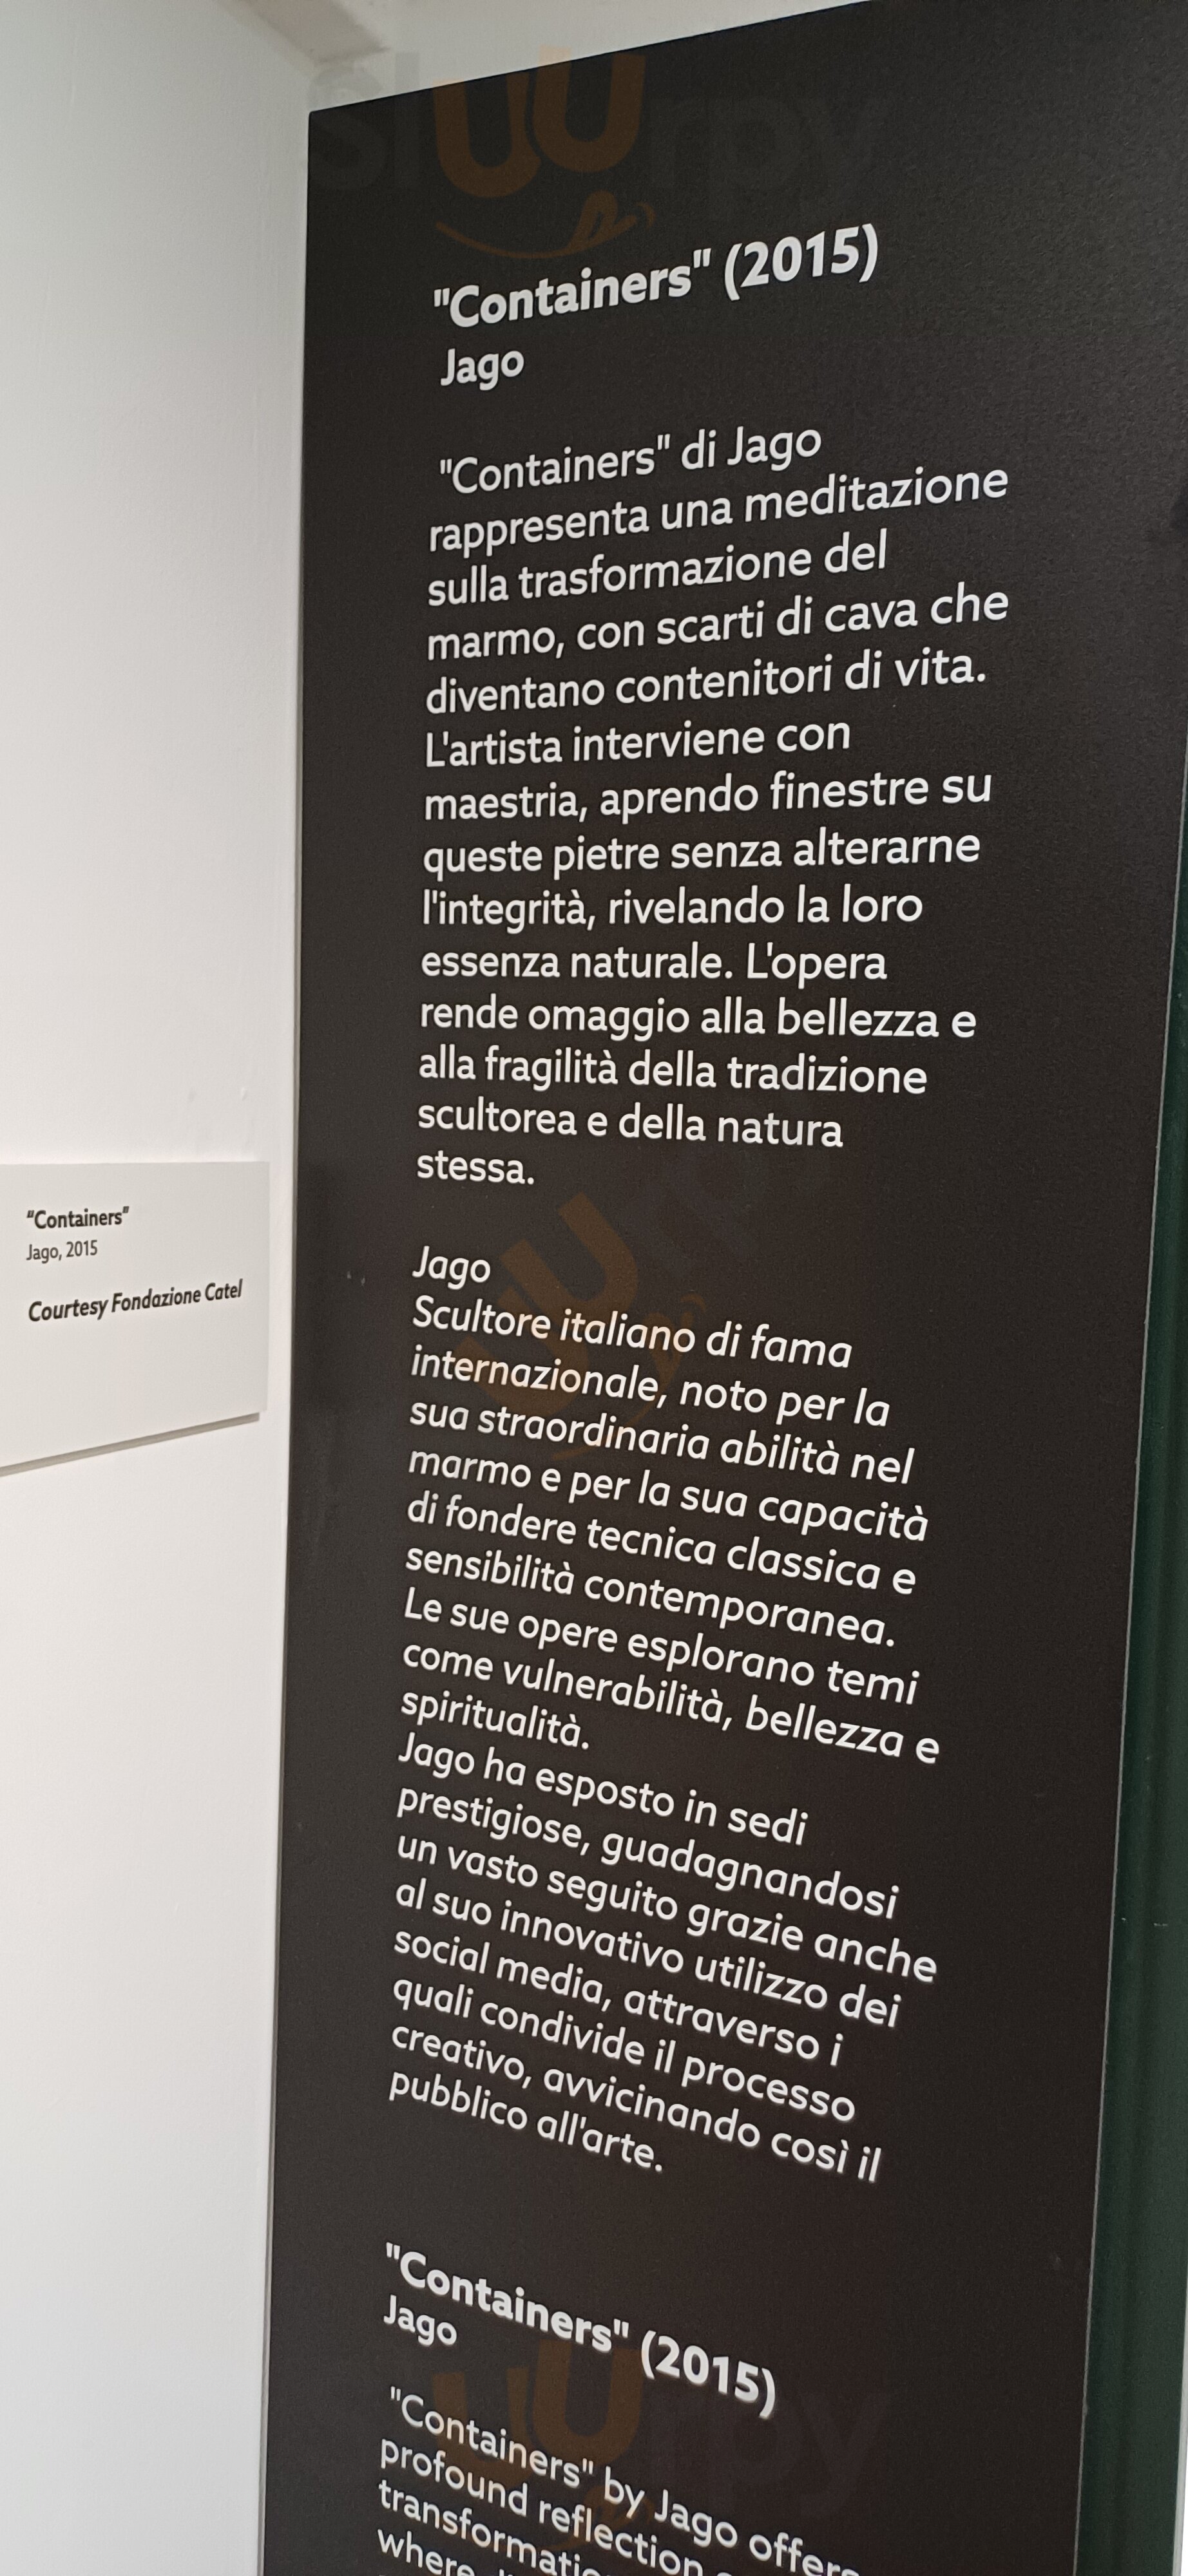 "Containers" (2015)
Jago
"Containers" di Jago
rappresenta una meditazione
sulla trasformazione del
marmo, con scarti di cava che
diventano contenitori di vita.
L'artista interviene con
maestria, aprendo finestre su
queste pietre senza alterarne
l'integrità, rivelando la loro
essenza naturale. L'opera
rende omaggio alla bellezza e
alla fragilità della tradizione
scultorea e della natura
stessa.
Jago
Scultore italiano di fama
internazionale, noto per la
sua straordinaria abilità nel
marmo e per la sua capacità
di fondere tecnica classica e
sensibilità contemporanea.
Le sue opere esplorano temi
come vulnerabilità, bellezza e
spiritualità.
Jago ha esposto in sedi
prestigiose, guadagnandosi
un vasto seguito grazie anche
al suo innovativo utilizzo dei
social media, attraverso i
quali condivide il processo
creativo, avvicinando così il
pubblico all'arte.
"Containers" (2015)
Jago
"Containers" by Jago offers
profound reflection
where
"Containers"
Jago, 2015
Courtesy Fondazione Catel
sluurpy